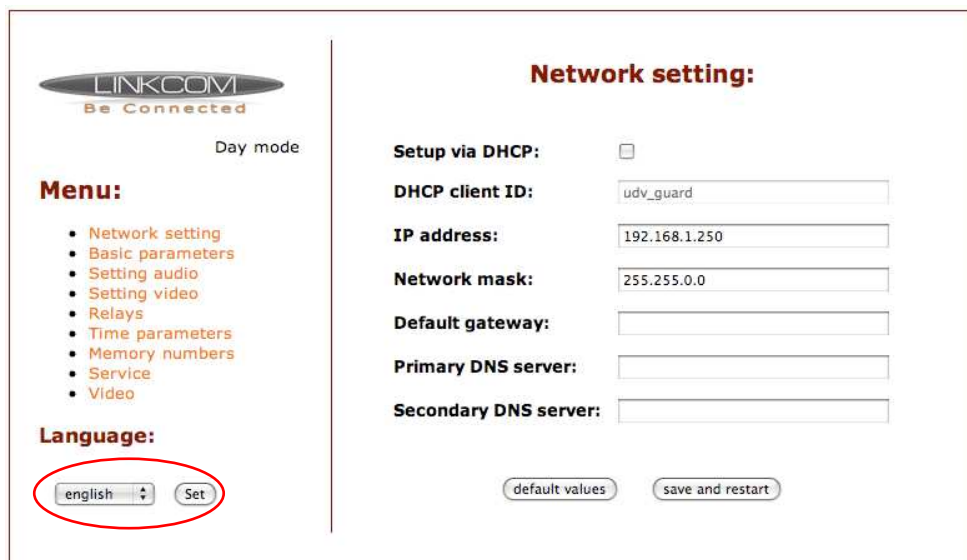 LINKCOM
Be Connected
Day mode
Menu:
Network setting
Basic parameters
Setting audio
Setting video
Relays
Time parameters
Memory numbers
Service
Video
Language:
english
Set
Network setting:
Setup via DHCP:
DHCP client ID: udv_guard
IP address: 192.168.1.250
Network mask: 255.255.0.0
Default gateway:
Primary DNS server:
Secondary DNS server:
default values
save and restart